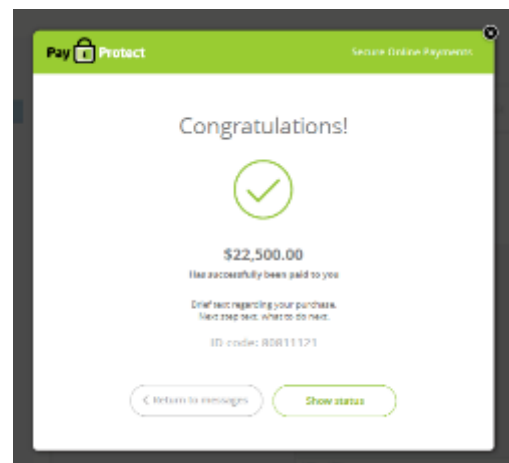 Pay Protect
Secure Online Payments
Congratulations!
$22,500.00
Has successfully been paid to you
Brief text regarding your purchase.
Next step text, what to do next.
ID code: 80811121
Return to messages
Show status